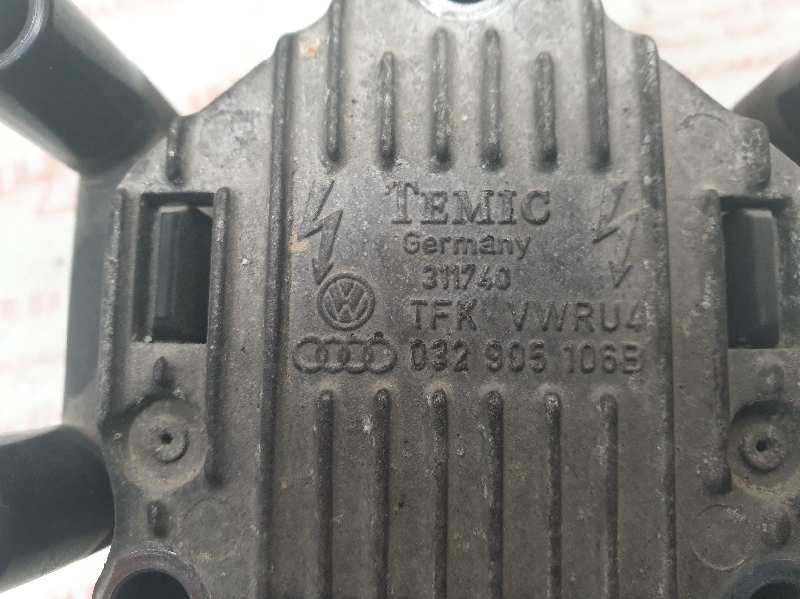 TEMIC
Germany
311740
TFK VWRU4
032 905 106B